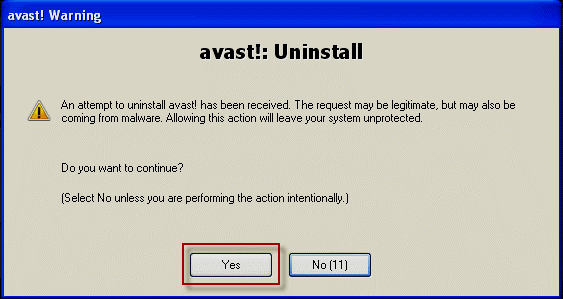 avast! Warning
avast!: Uninstall
An attempt to uninstall avast! has been received. The request may be legitimate, but may also be
coming from malware. Allowing this action will leave your system unprotected.
Do you want to continue?
(Select No unless you are performing the action intentionally.)
Yes
No (11)